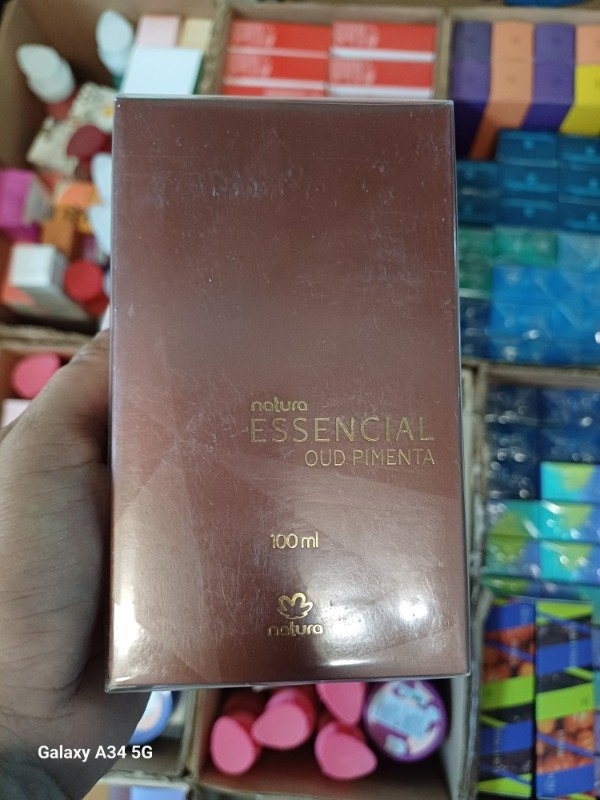 natura
ESSENCIAL
OUD PIMENTA
100 ml
natura
Galaxy A34 5G